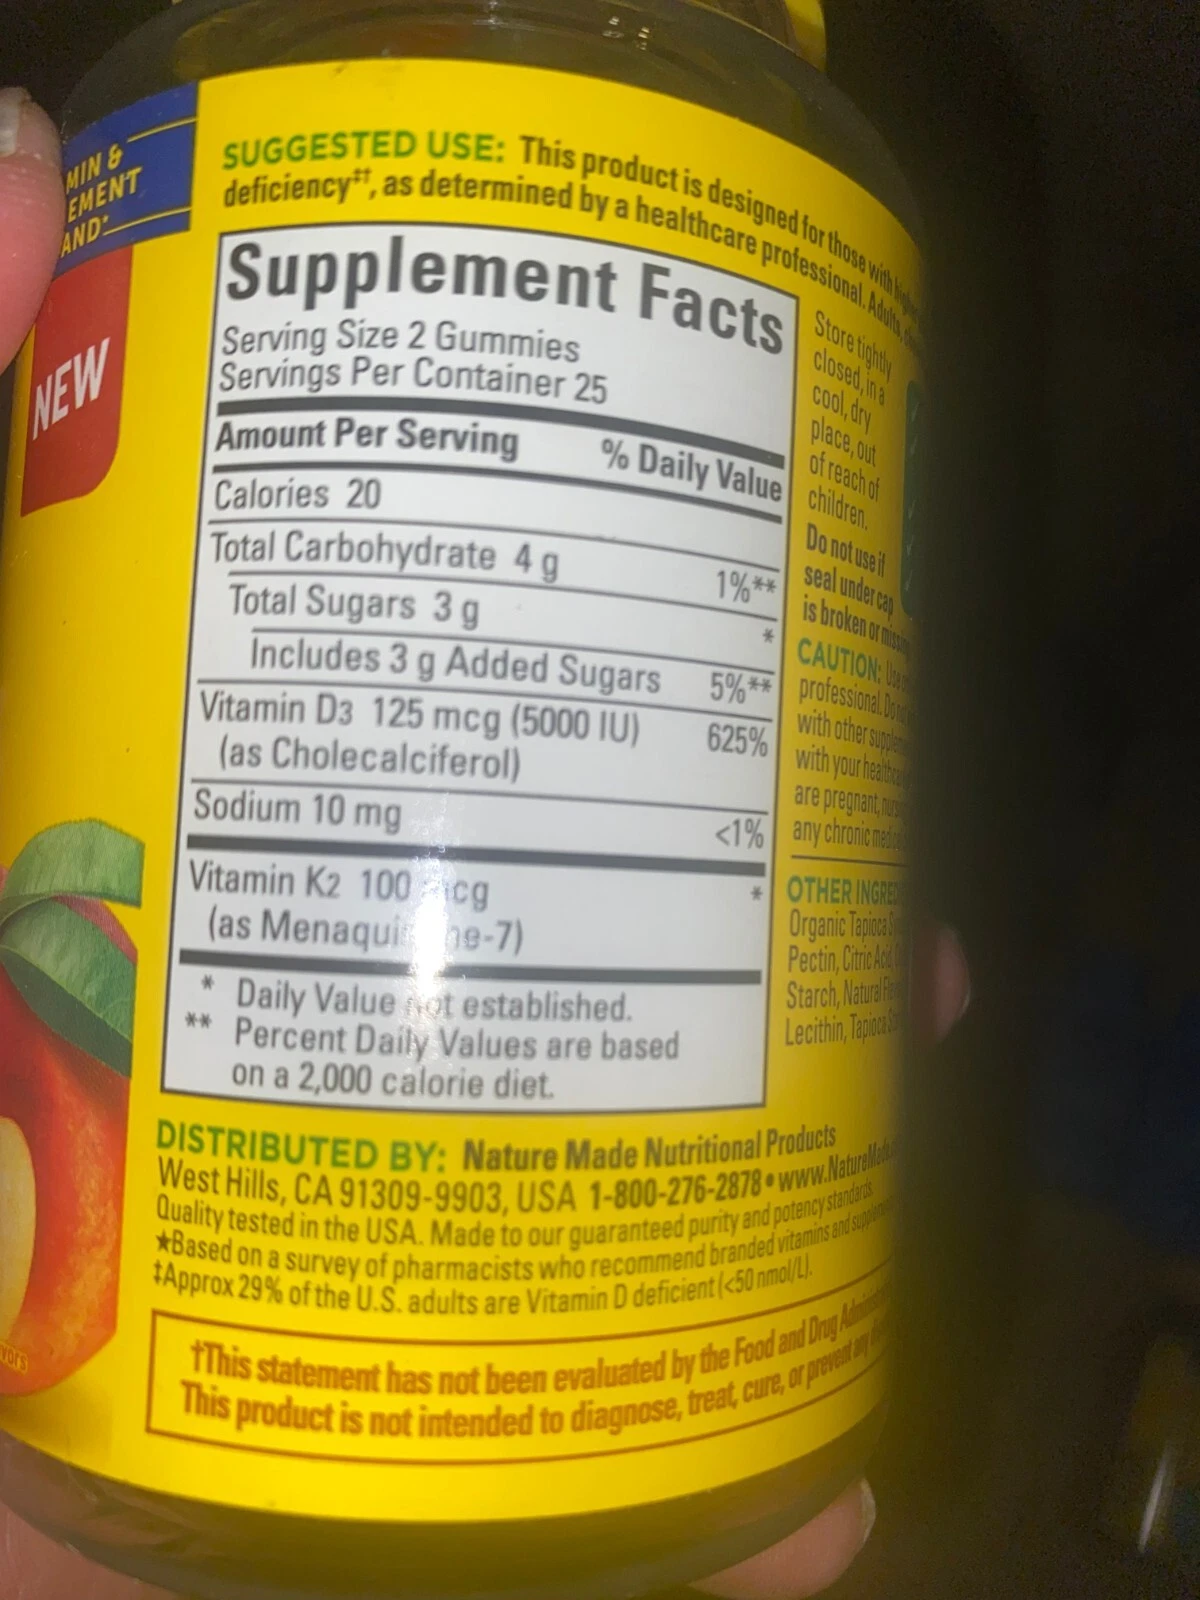 MIN &
EMENT
AND*
NEW
SUGGESTED USE: This product is designed for those with
deficiency‡†, as determined by a healthcare professional. Adults,
Supplement Facts
Serving Size 2 Gummies
Servings Per Container 25
Amount Per Serving % Daily Value
Calories 20
Total Carbohydrate 4 g 1%**
Total Sugars 3 g *
Includes 3 g Added Sugars 5%**
Vitamin D3 125 mcg (5000 IU) 625%
(as Cholecalciferol)
Sodium 10 mg <1%
Vitamin K2 100 mcg *
(as Menaquinone-7)
* Daily Value not established.
** Percent Daily Values are based
on a 2,000 calorie diet.
Store tightly
closed, in a
cool, dry
place, out
of reach of
children.
Do not use if
seal under cap
is broken or
CAUTION:
professional. Do
with other
with your
are pregnant,
any chronic
OTHER
Organic Tapioca
Pectin, Citric Acid,
Starch, Natural
Lecithin, Tapioca
DISTRIBUTED BY: Nature Made Nutritional Products
West Hills, CA 91309-9903, USA 1-800-276-2878 •
Quality tested in the USA. Made to our guaranteed purity and potency standards.
★Based on a survey of pharmacists who recommend branded vitamins and
‡Approx 29% of the U.S. adults are Vitamin D deficient (<50 nmol/L).
†This statement has not been evaluated by the Food and Drug
This product is not intended to diagnose, treat, cure, or prevent any
vors